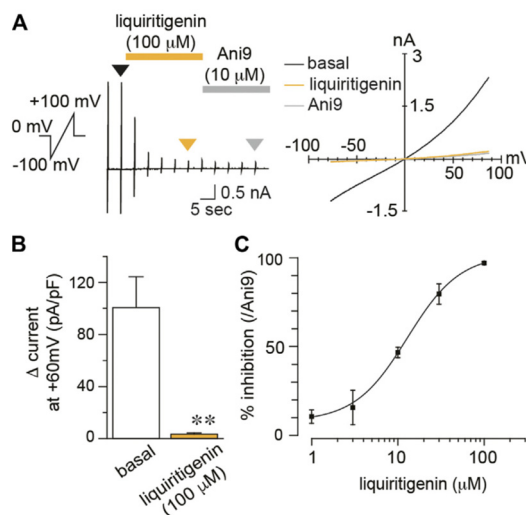 A
liquiritigenin
(100 μM)
Ani9
(10 μM)
+100 mV
0 mV
-100 mV
0.5 nA
5 sec
nA
3
basal
liquiritigenin
Ani9
1.5
-100
-50
mV
50
100
-1.5
B
Δ current
at +60mV (pA/pF)
120
80
40
0
**
basal
liquiritigenin
(100 μM)
C
% inhibition (/Ani9)
100
50
0
1
10
100
liquiritigenin (μM)